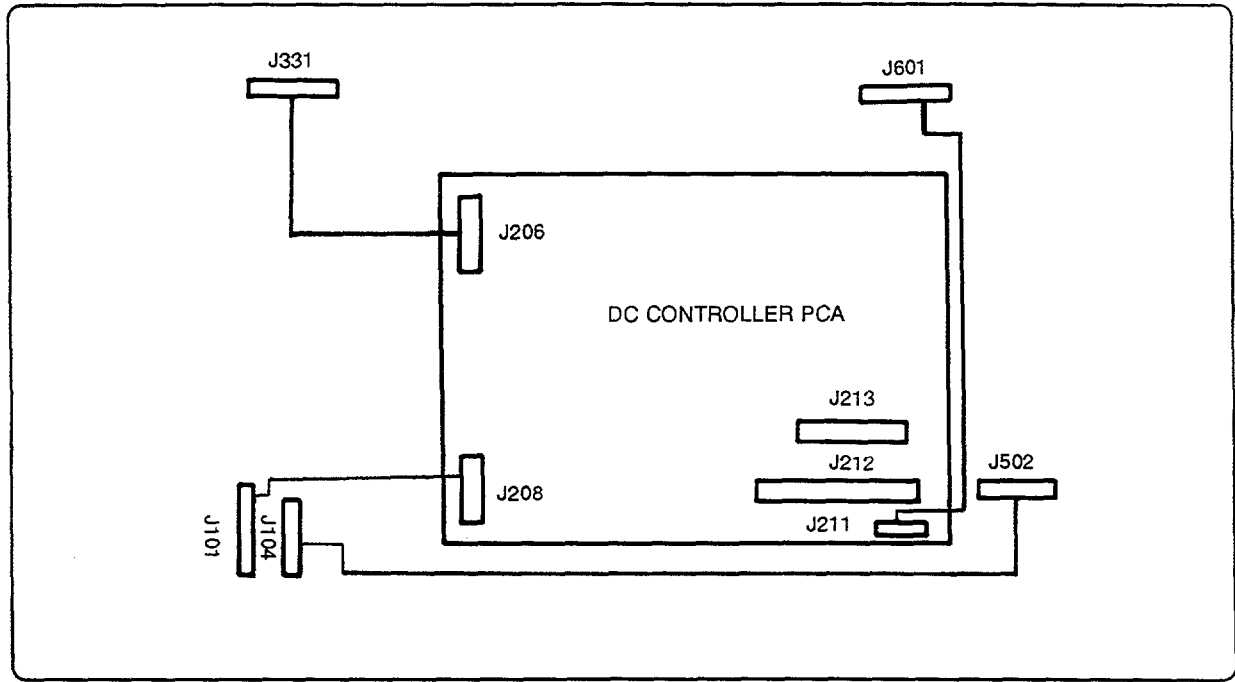 J331
J601
J206
DC CONTROLLER PCA
J213
J212
J502
J208
J211
J101
J104